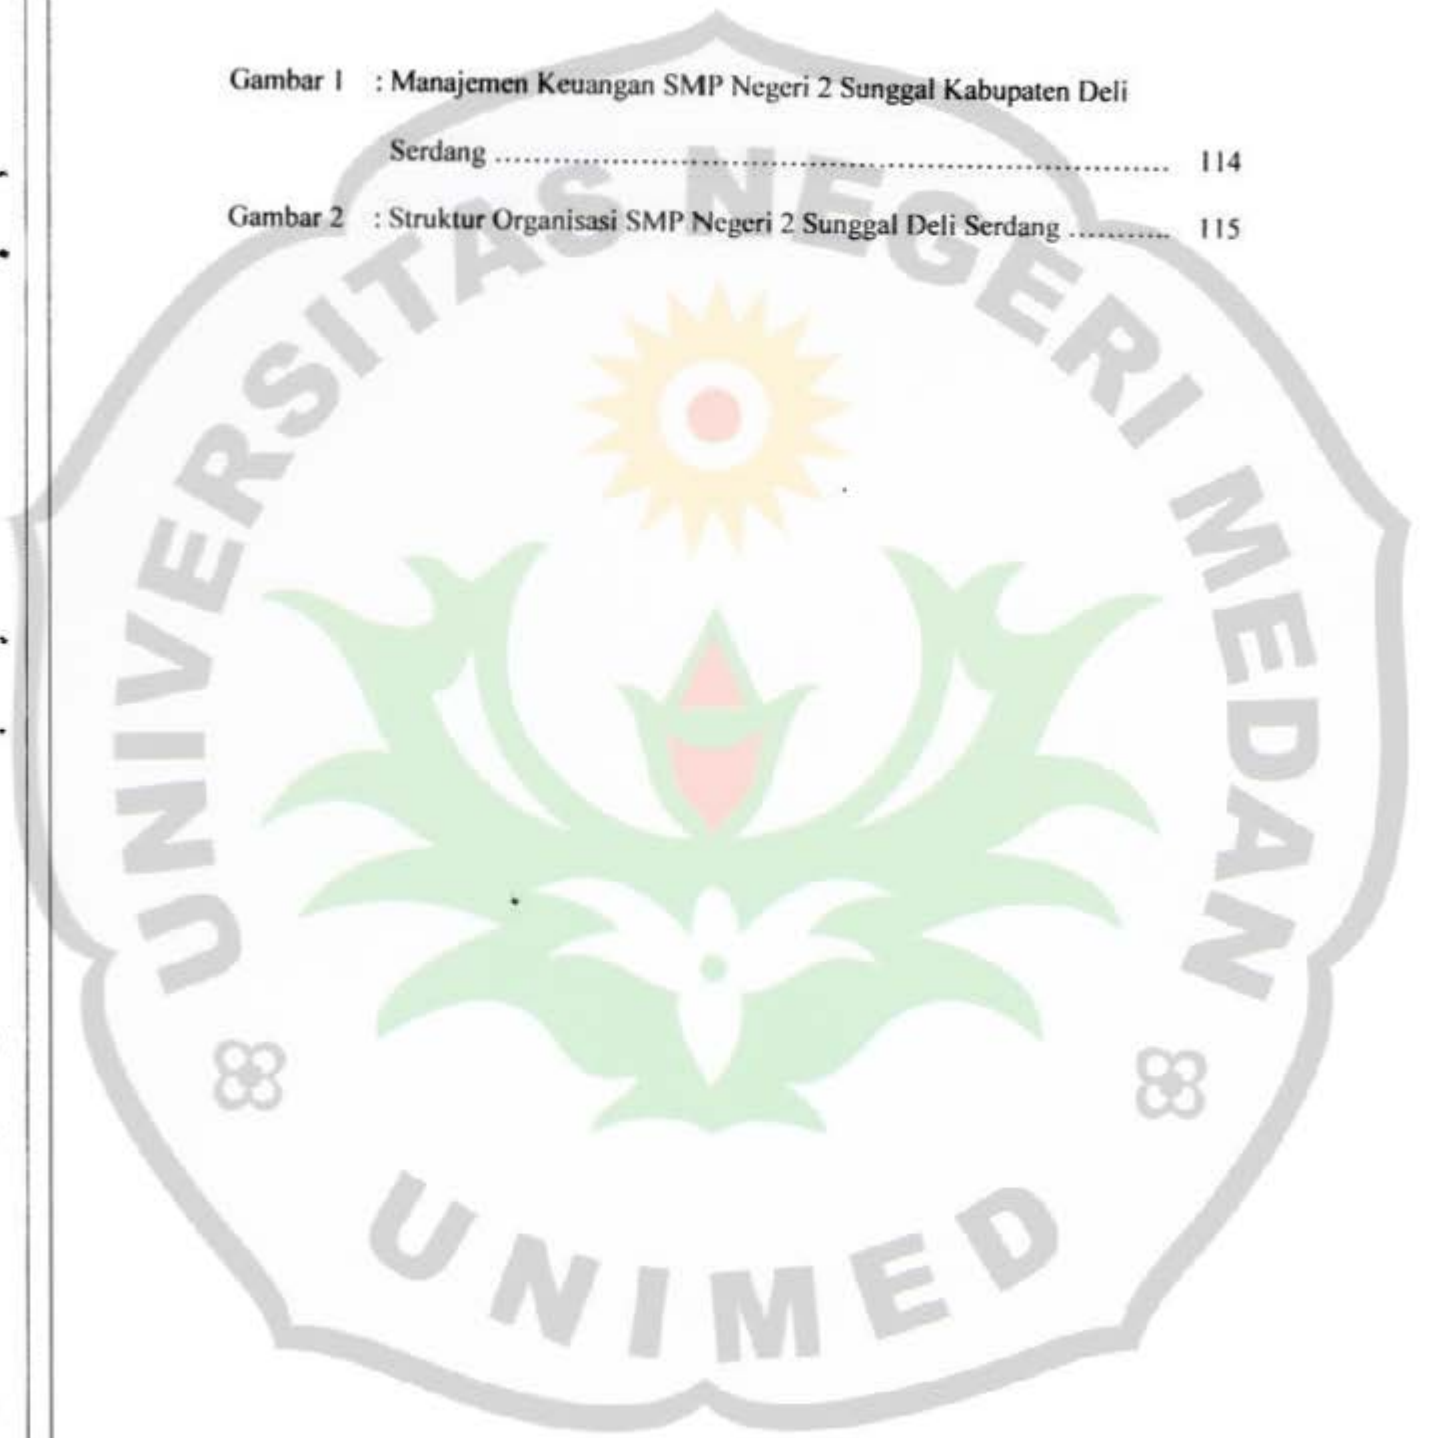 Gambar 1 : Manajemen Keuangan SMP Negeri 2 Sunggal Kabupaten Deli
Serdang ........................................................................ 114
Gambar 2 : Struktur Organisasi SMP Negeri 2 Sunggal Deli Serdang ........... 115
UNIVERSITAS NEGERI MEDAN
UNIMED